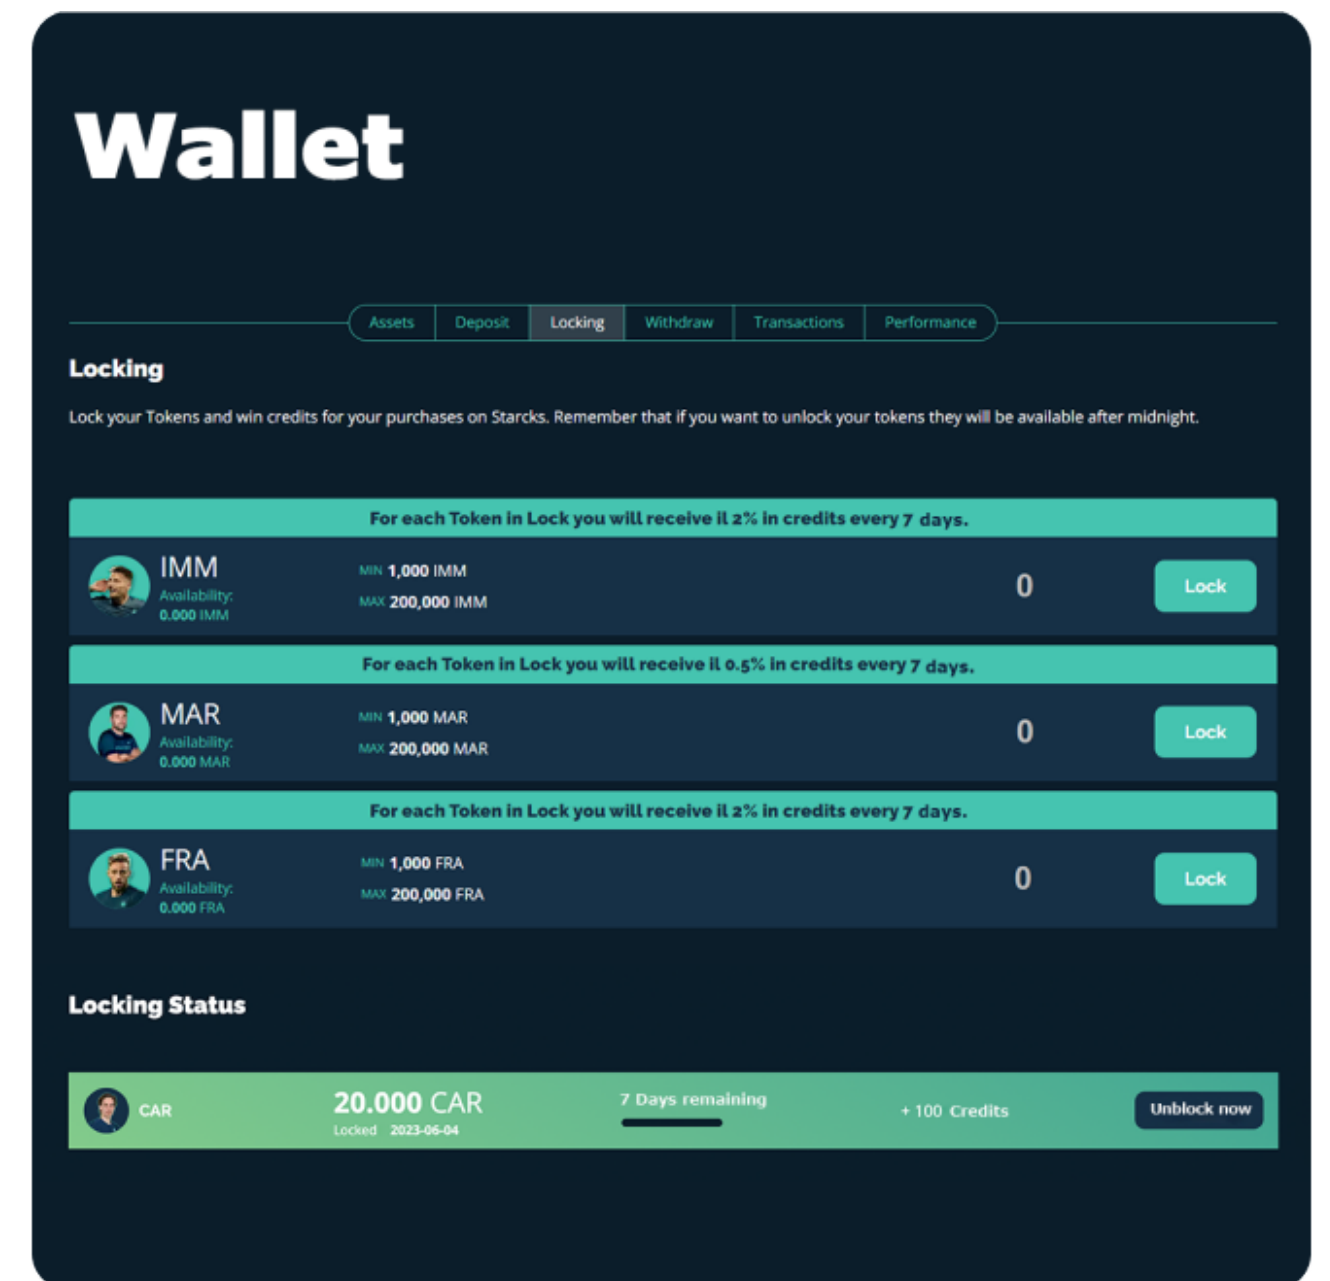 Wallet
Assets Deposit Locking Withdraw Transactions Performance
Locking
Lock your Tokens and win credits for your purchases on Starcks. Remember that if you want to unlock your tokens they will be available after midnight.
For each Token in Lock you will receive il 2% in credits every 7 days.
IMM
Availability:
0.000 IMM
MIN 1,000 IMM
MAX 200,000 IMM
0
Lock
For each Token in Lock you will receive il 0.5% in credits every 7 days.
MAR
Availability:
0.000 MAR
MIN 1,000 MAR
MAX 200,000 MAR
0
Lock
For each Token in Lock you will receive il 2% in credits every 7 days.
FRA
Availability:
0.000 FRA
MIN 1,000 FRA
MAX 200,000 FRA
0
Lock
Locking Status
CAR
20.000 CAR
Locked 2023-06-04
7 Days remaining
+ 100 Credits
Unblock now